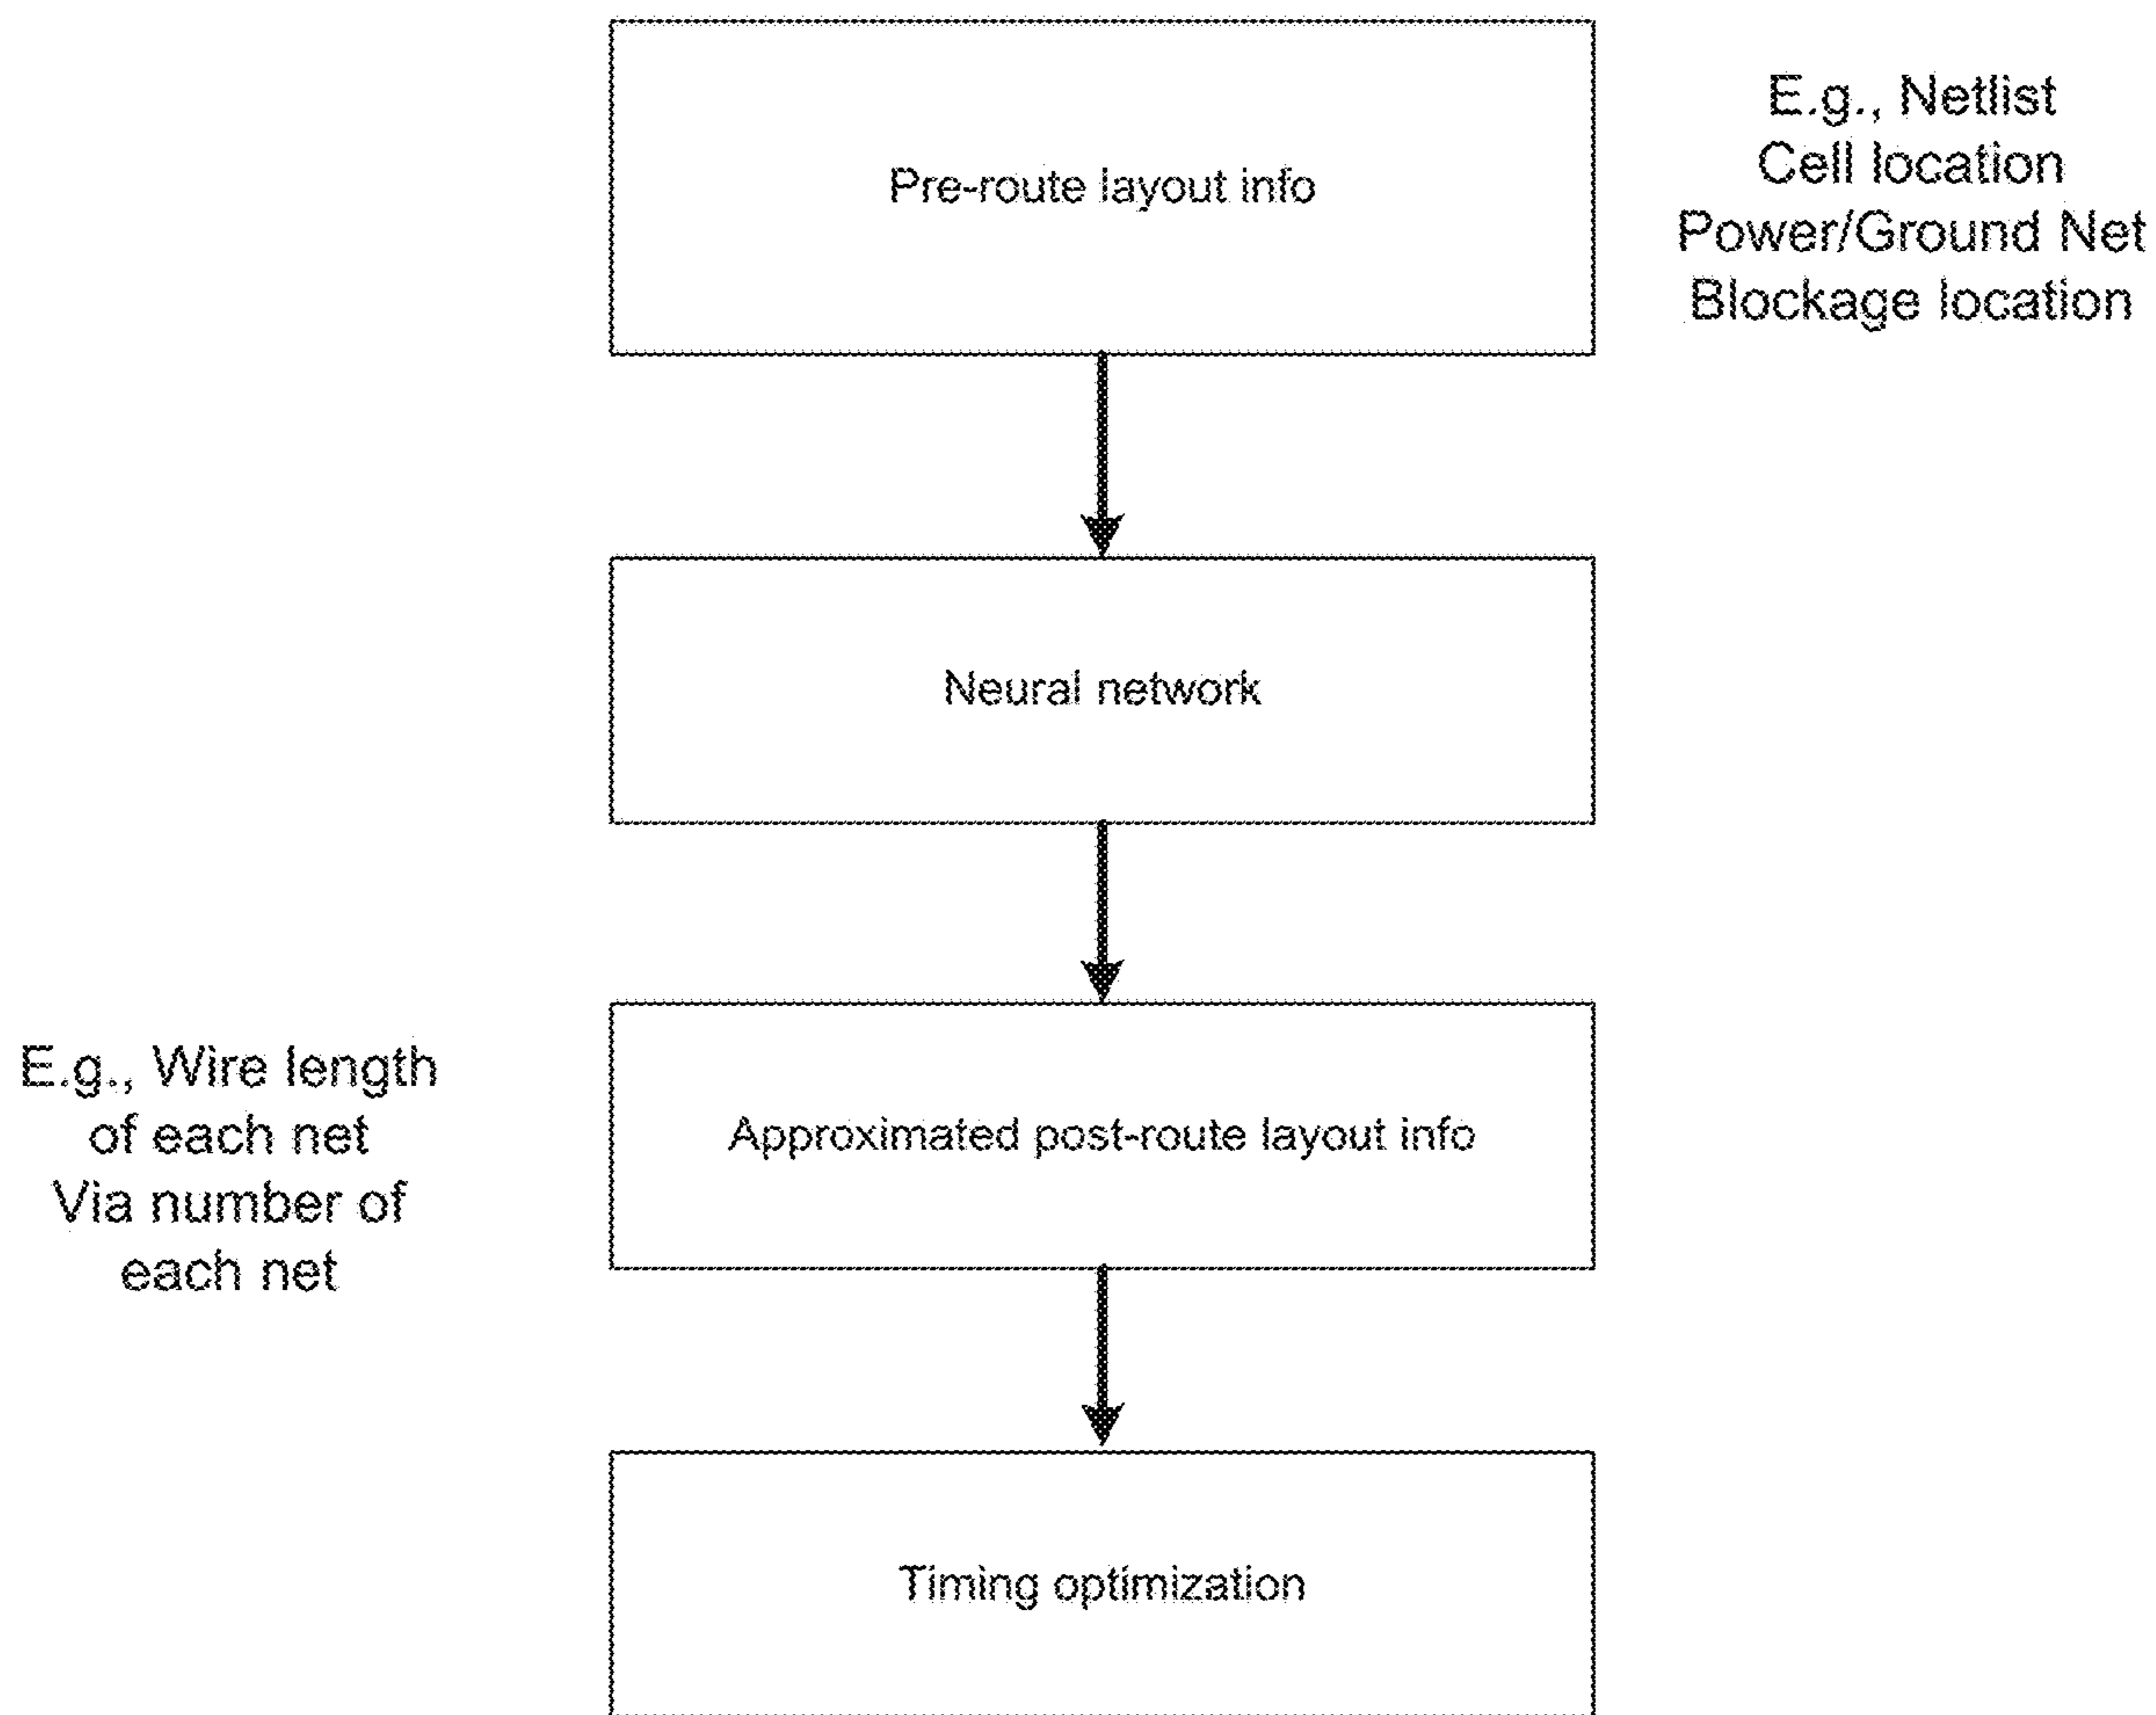 Pre-route layout info
E.g., Netlist
Cell location
Power/Ground Net
Blockage location
Neural network
E.g., Wire length
of each net
Via number of
each net
Approximated post-route layout info
Timing optimization